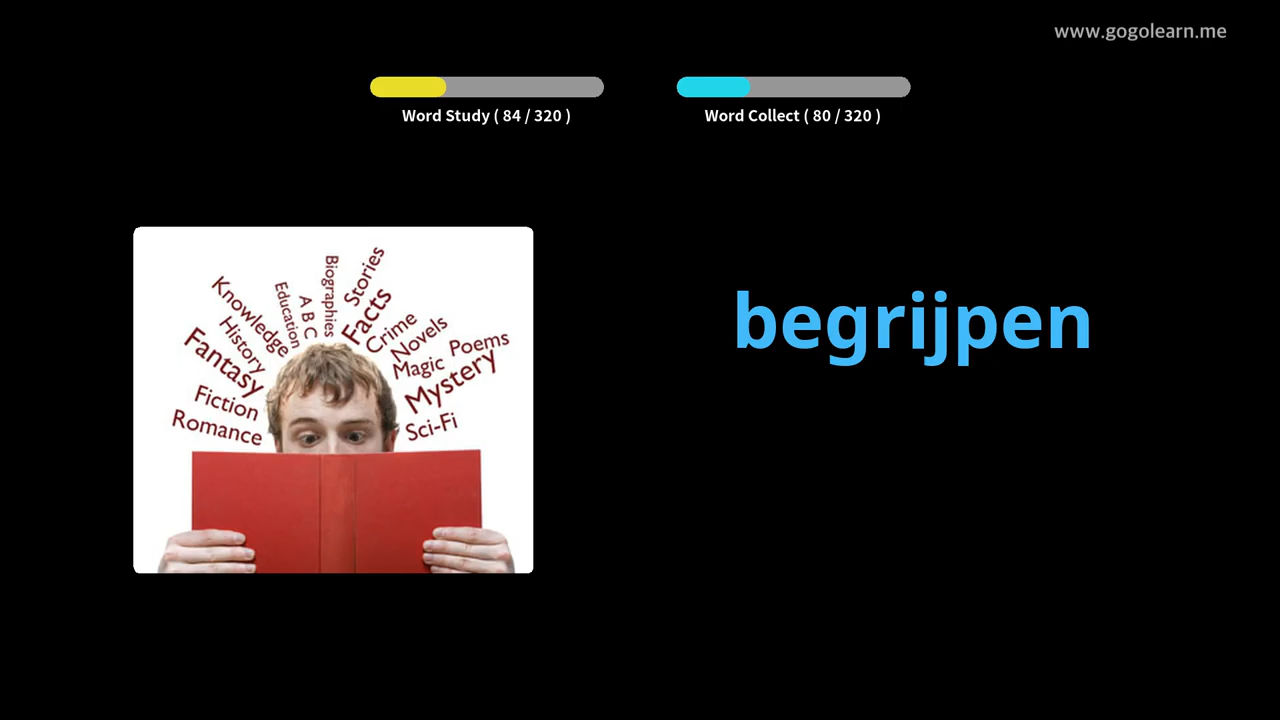 www.gogolearn.me
Word Study ( 84 / 320 )
Word Collect ( 80 / 320 )
begrijpen
Knowledge
History
Fantasy
Fiction
Romance
Education
A B C
Biographies
Stories
Facts
Crime
Novels
Magic
Poems
Mystery
Sci-Fi